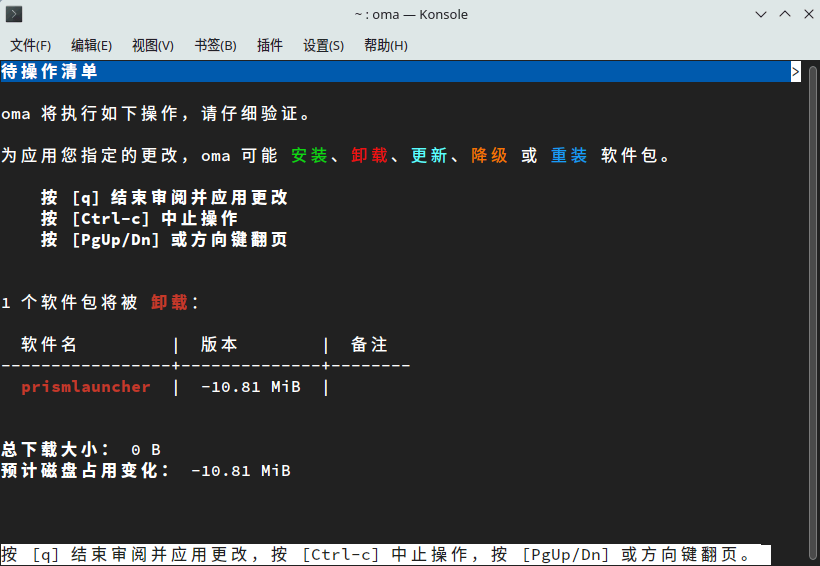 ~ : oma — Konsole
文件(F) 编辑(E) 视图(V) 书签(B) 插件 设置(S) 帮助(H)
待操作清单 >
oma 将执行如下操作，请仔细验证。
为应用您指定的更改，oma 可能 安装、卸载、更新、降级 或 重装 软件包。
按 [q] 结束审阅并应用更改
按 [Ctrl-c] 中止操作
按 [PgUp/Dn] 或方向键翻页
1 个软件包将被 卸载：
软件名 | 版本 | 备注
-----------------+--------------+--------
prismlauncher | -10.81 MiB |
总下载大小： 0 B
预计磁盘占用变化： -10.81 MiB
按 [q] 结束审阅并应用更改，按 [Ctrl-c] 中止操作，按 [PgUp/Dn] 或方向键翻页。